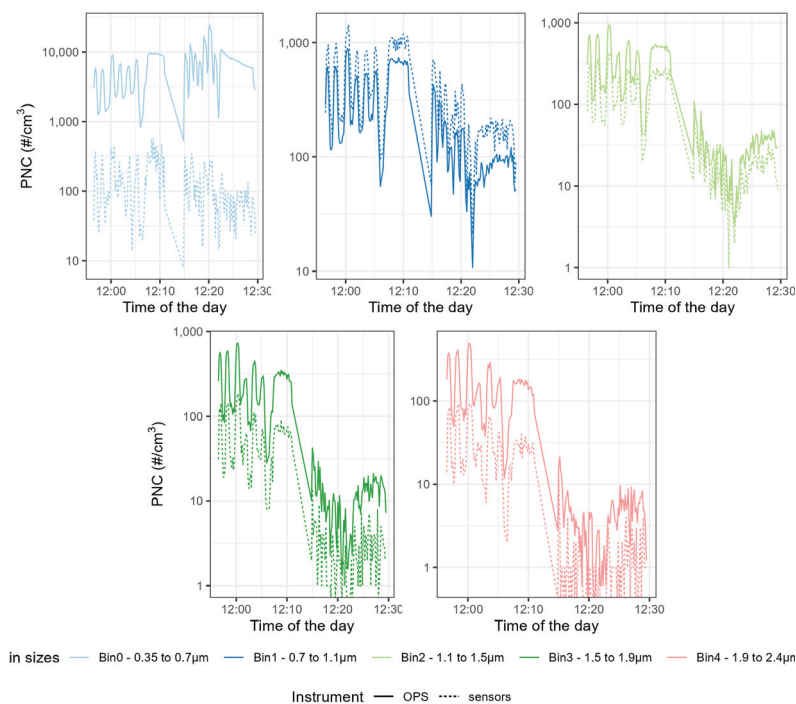 10,000
1,000
100
10
PNC (#/cm³)
12:00 12:10 12:20 12:30
Time of the day
1,000
100
10
12:00 12:10 12:20 12:30
Time of the day
1,000
100
10
1
12:00 12:10 12:20 12:30
Time of the day
1,000
100
10
1
PNC (#/cm³)
12:00 12:10 12:20 12:30
Time of the day
100
10
1
12:00 12:10 12:20 12:30
Time of the day
in sizes Bin0 - 0.35 to 0.7µm Bin1 - 0.7 to 1.1µm Bin2 - 1.1 to 1.5µm Bin3 - 1.5 to 1.9µm Bin4 - 1.9 to 2.4µm
Instrument OPS sensors